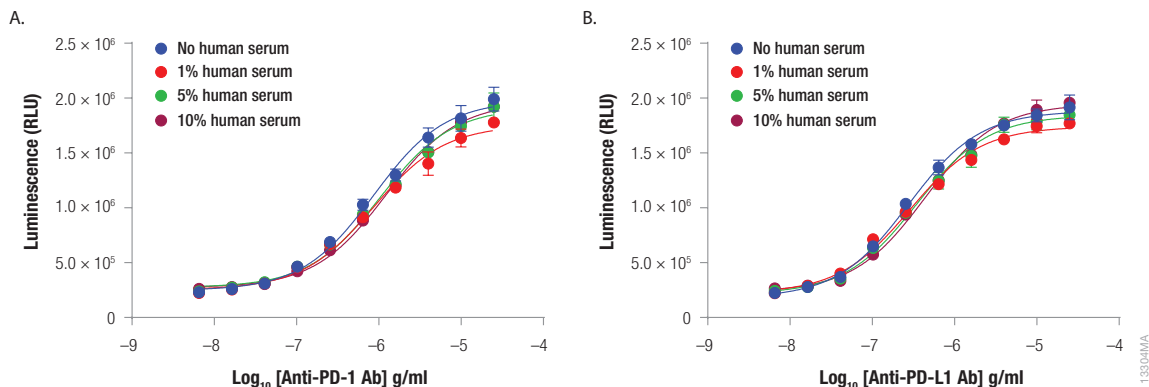 A.
Luminescence (RLU)
2.5 × 10⁶
2.0 × 10⁶
1.5 × 10⁶
1.0 × 10⁶
5.0 × 10⁵
0
No human serum
1% human serum
5% human serum
10% human serum
–9 –8 –7 –6 –5 –4
Log₁₀ [Anti-PD-1 Ab] g/ml
B.
Luminescence (RLU)
2.5 × 10⁶
2.0 × 10⁶
1.5 × 10⁶
1.0 × 10⁶
5.0 × 10⁵
0
No human serum
1% human serum
5% human serum
10% human serum
–9 –8 –7 –6 –5 –4
Log₁₀ [Anti-PD-L1 Ab] g/ml
13304MA